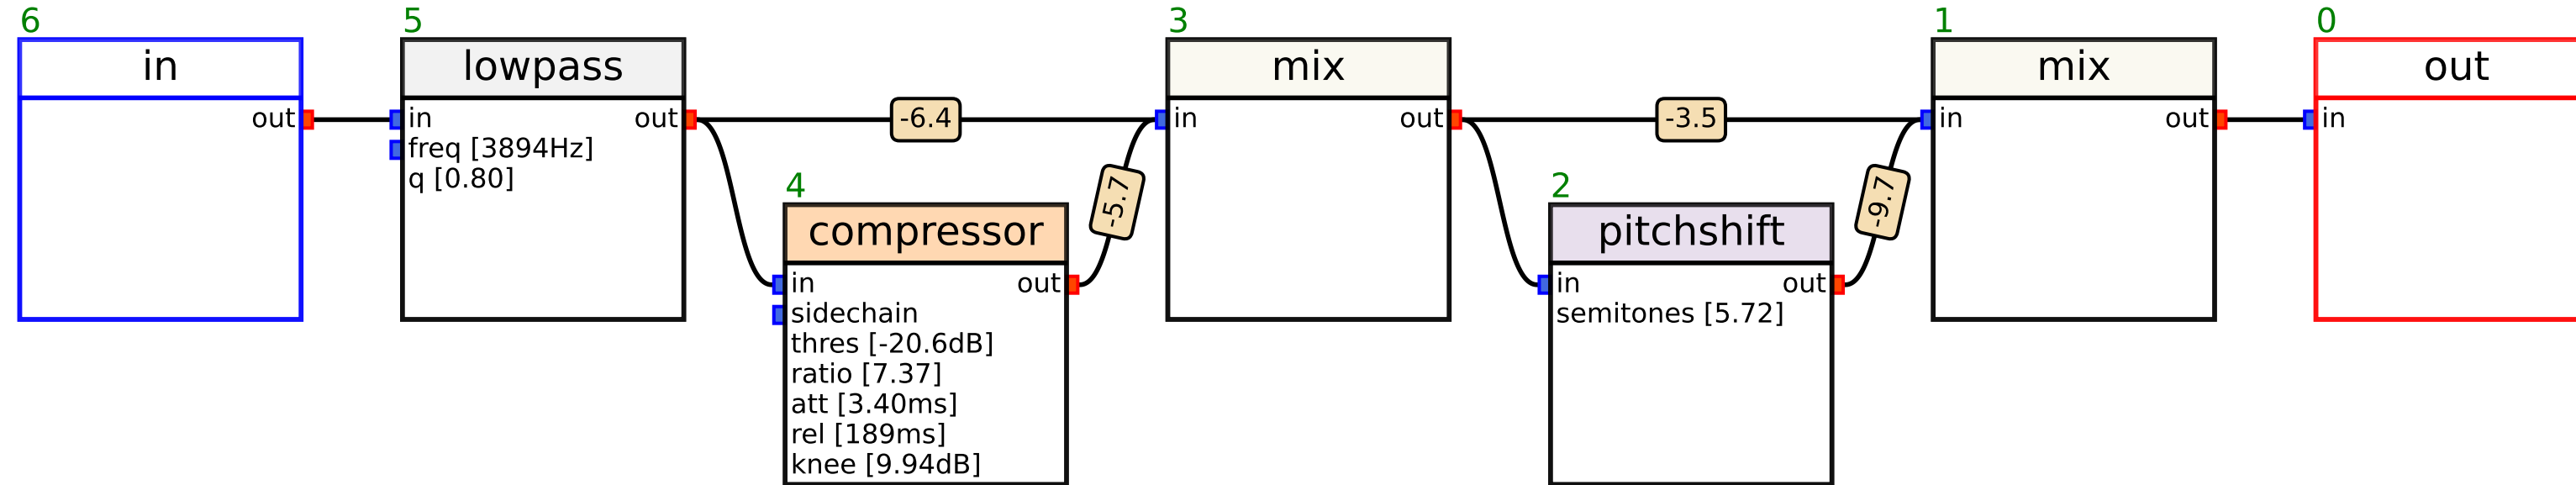 6
in
out
5
lowpass
in
out
freq [3894Hz]
q [0.80]
-6.4
4
compressor
in
out
sidechain
thres [-20.6dB]
ratio [7.37]
att [3.40ms]
rel [189ms]
knee [9.94dB]
-5.7
3
mix
in
out
-3.5
2
pitchshift
in
out
semitones [5.72]
-9.7
1
mix
in
out
0
out
in